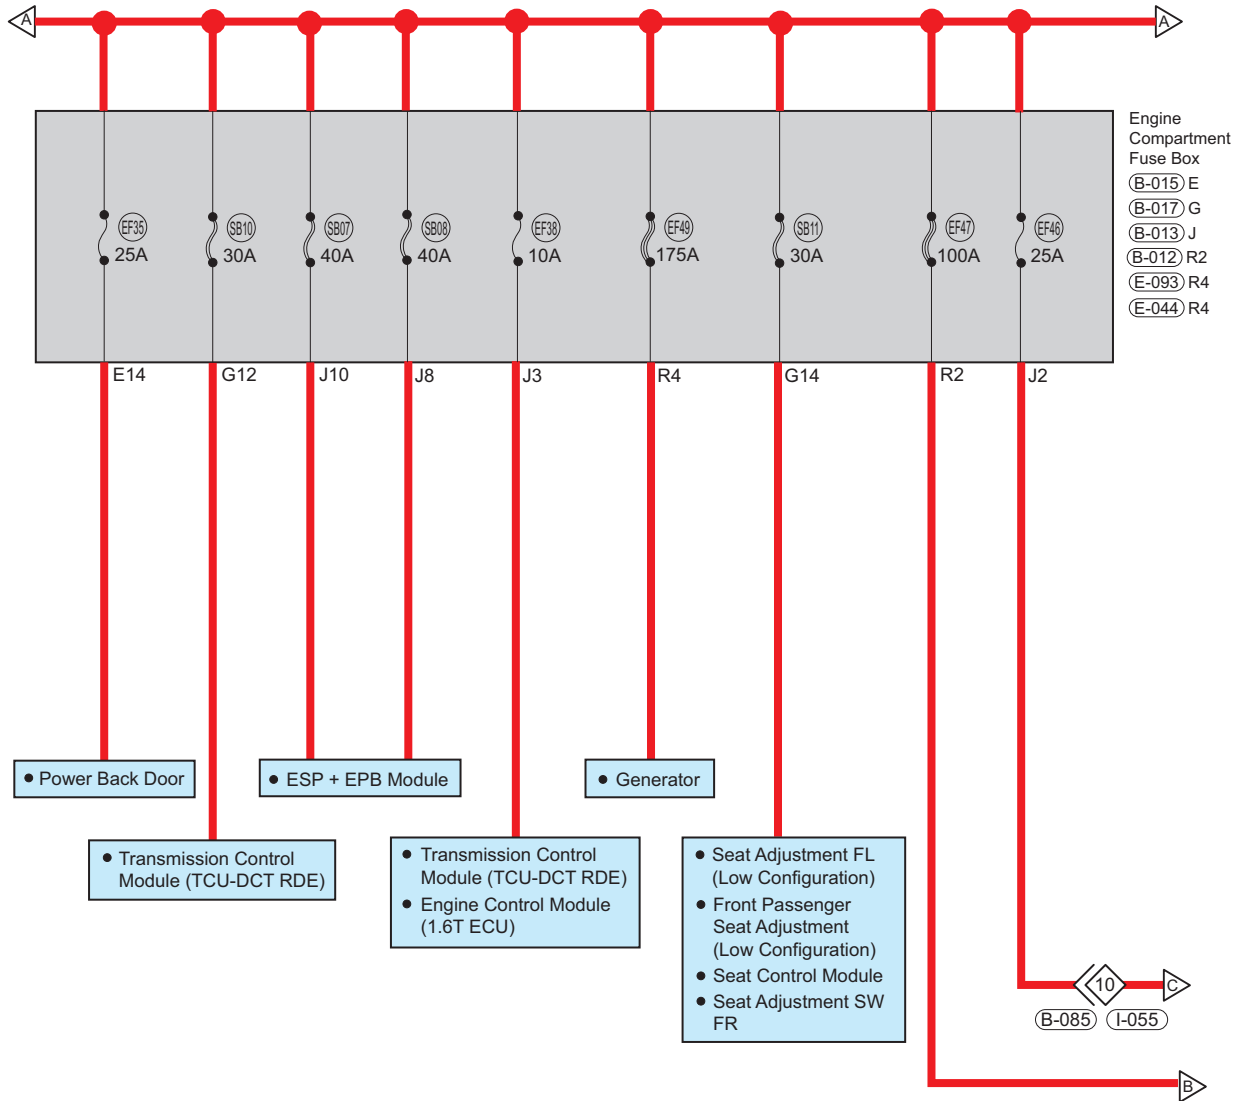 A
A
Engine
Compartment
Fuse Box
B-015 E
B-017 G
B-013 J
B-012 R2
E-093 R4
E-044 R4
EF35
25A
SB10
30A
SB07
40A
SB08
40A
EF38
10A
EF49
175A
SB11
30A
EF47
100A
EF46
25A
E14
G12
J10
J8
J3
R4
G14
R2
J2
• Power Back Door
• ESP + EPB Module
• Generator
• Transmission Control
Module (TCU-DCT RDE)
• Transmission Control
Module (TCU-DCT RDE)
• Engine Control Module
(1.6T ECU)
• Seat Adjustment FL
(Low Configuration)
• Front Passenger
Seat Adjustment
(Low Configuration)
• Seat Control Module
• Seat Adjustment SW
FR
10
C
B-085 I-055
B